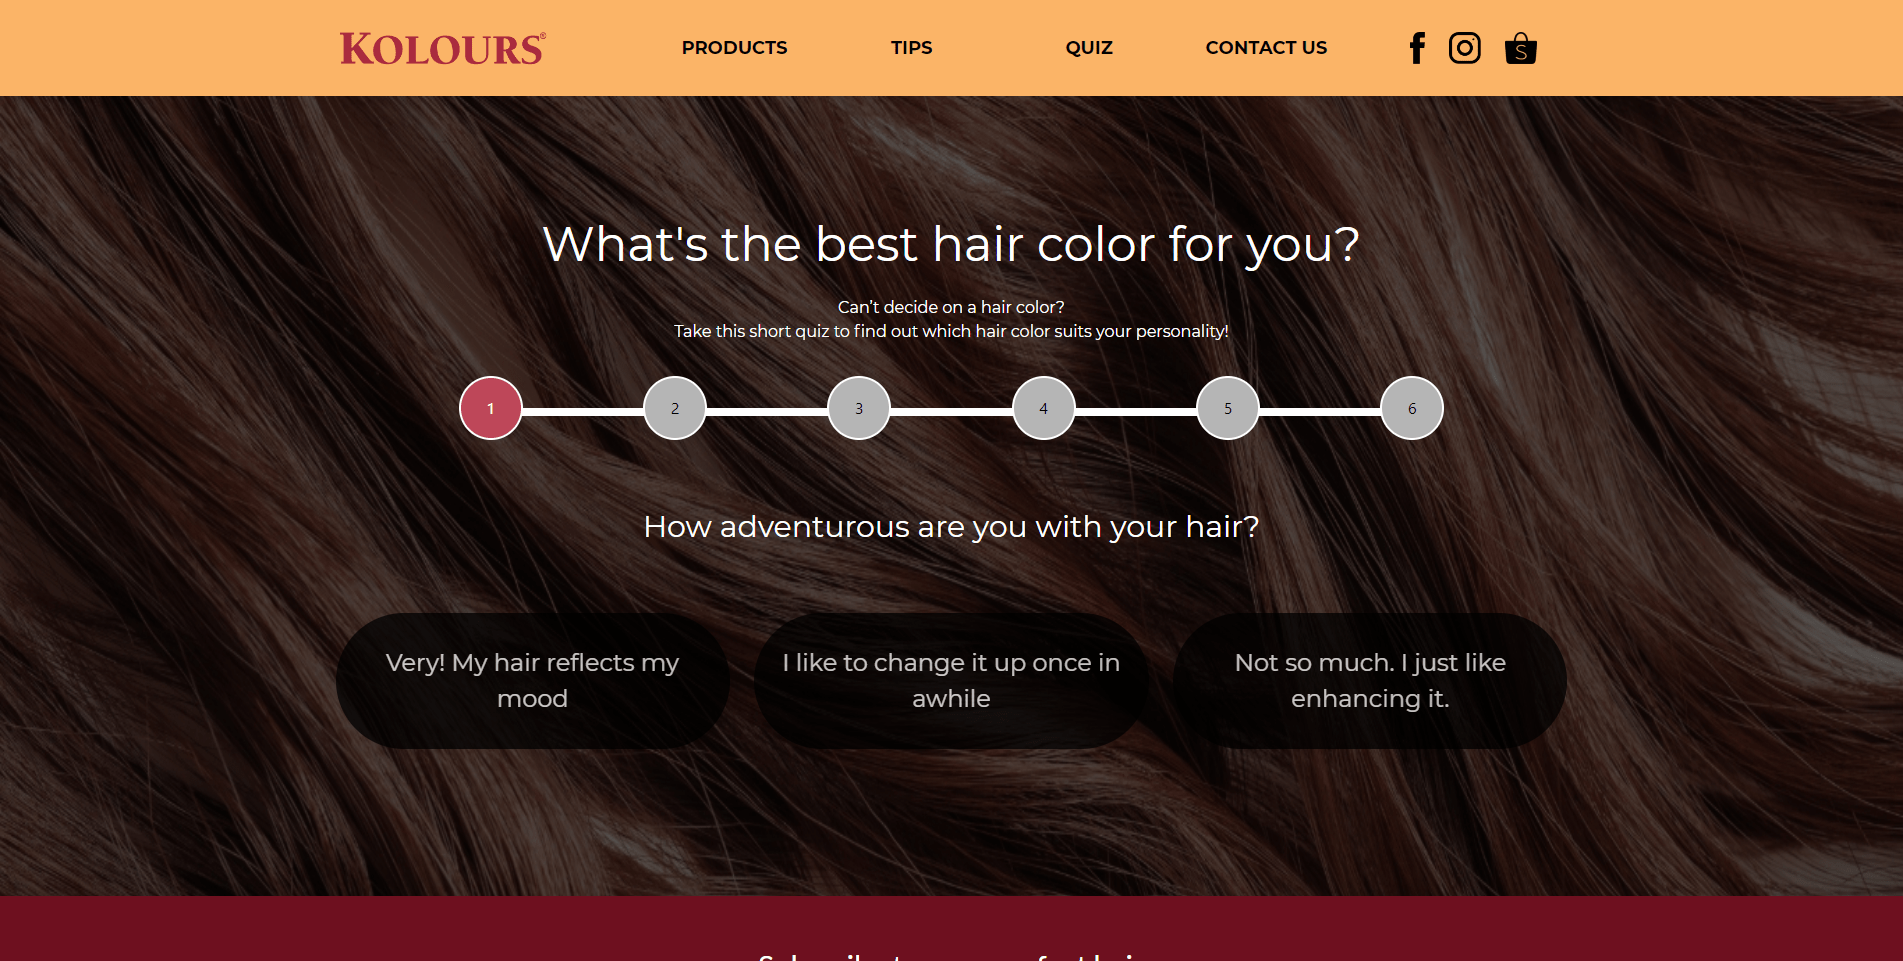 KOLOURS®
PRODUCTS
TIPS
QUIZ
CONTACT US
S
What's the best hair color for you?
Can't decide on a hair color?
Take this short quiz to find out which hair color suits your personality!
1
2
3
4
5
6
How adventurous are you with your hair?
Very! My hair reflects my
mood
I like to change it up once in
awhile
Not so much. I just like
enhancing it.